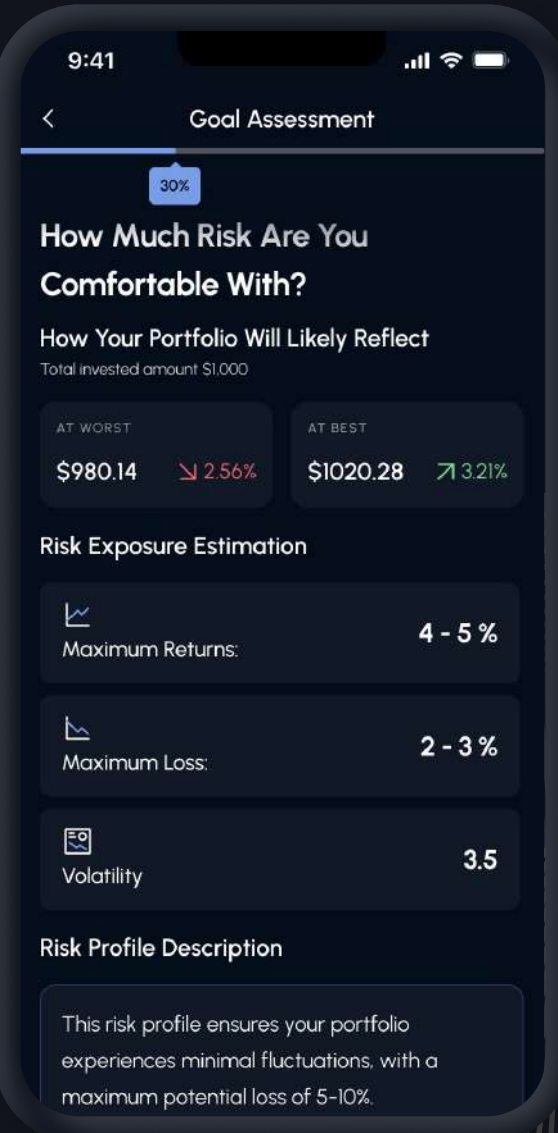 9:41
Goal Assessment
30%
How Much Risk Are You
Comfortable With?
How Your Portfolio Will Likely Reflect
Total invested amount $1,000
AT WORST
$980.14 2.56%
AT BEST
$1020.28 3.21%
Risk Exposure Estimation
Maximum Returns:
4 - 5 %
Maximum Loss:
2 - 3 %
Volatility
3.5
Risk Profile Description
This risk profile ensures your portfolio
experiences minimal fluctuations, with a
maximum potential loss of 5-10%.